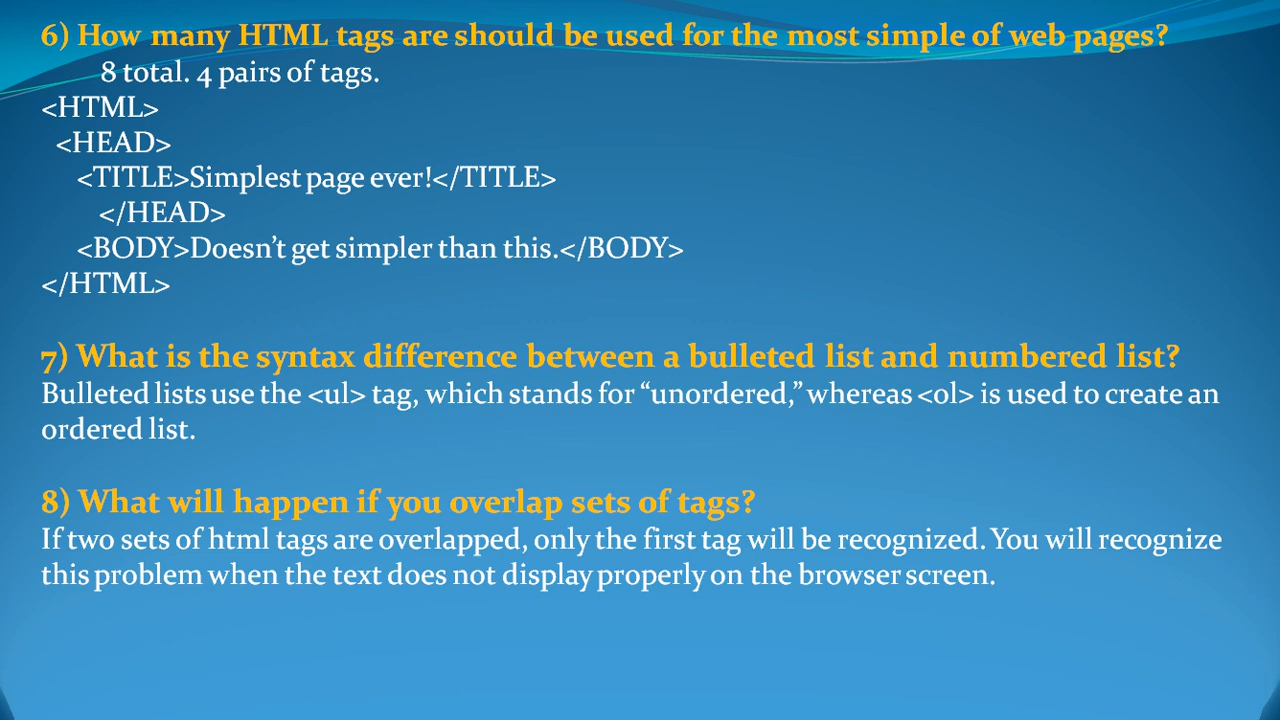 6) How many HTML tags are should be used for the most simple of web pages?
8 total. 4 pairs of tags.
<HTML>
<HEAD>
<TITLE>Simplest page ever!</TITLE>
</HEAD>
<BODY>Doesn’t get simpler than this.</BODY>
</HTML>
7) What is the syntax difference between a bulleted list and numbered list?
Bulleted lists use the <ul> tag, which stands for “unordered,” whereas <ol> is used to create an
ordered list.
8) What will happen if you overlap sets of tags?
If two sets of html tags are overlapped, only the first tag will be recognized. You will recognize
this problem when the text does not display properly on the browser screen.